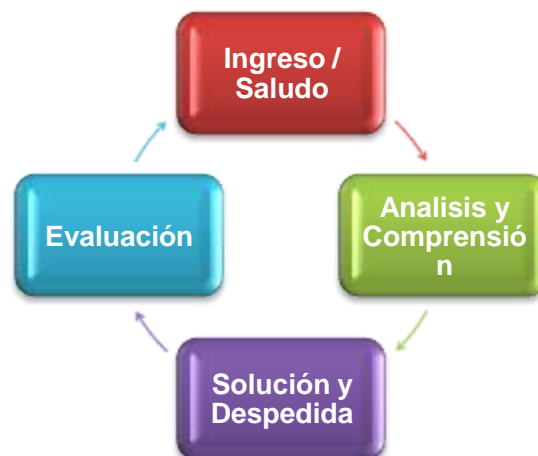 Ingreso /
Saludo
Analisis y
Comprensió
n
Solución y
Despedida
Evaluación